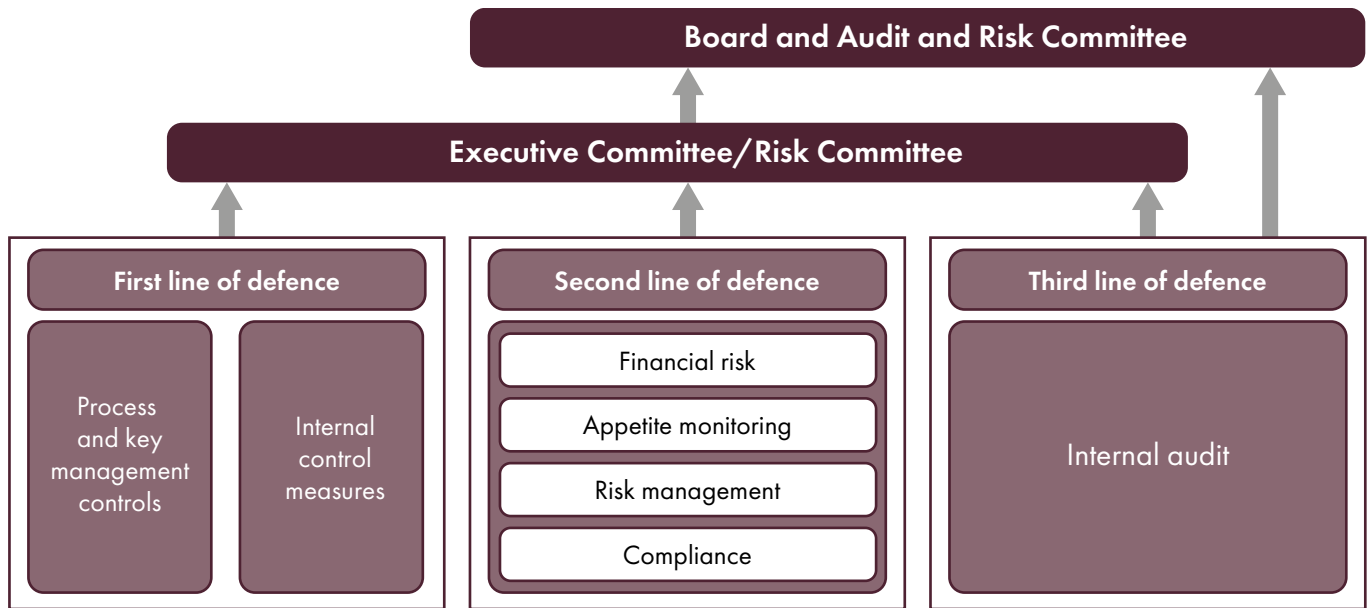 Board and Audit and Risk Committee
Executive Committee/Risk Committee
First line of defence
Process
and key
management
controls
Internal
control
measures
Second line of defence
Financial risk
Appetite monitoring
Risk management
Compliance
Third line of defence
Internal audit